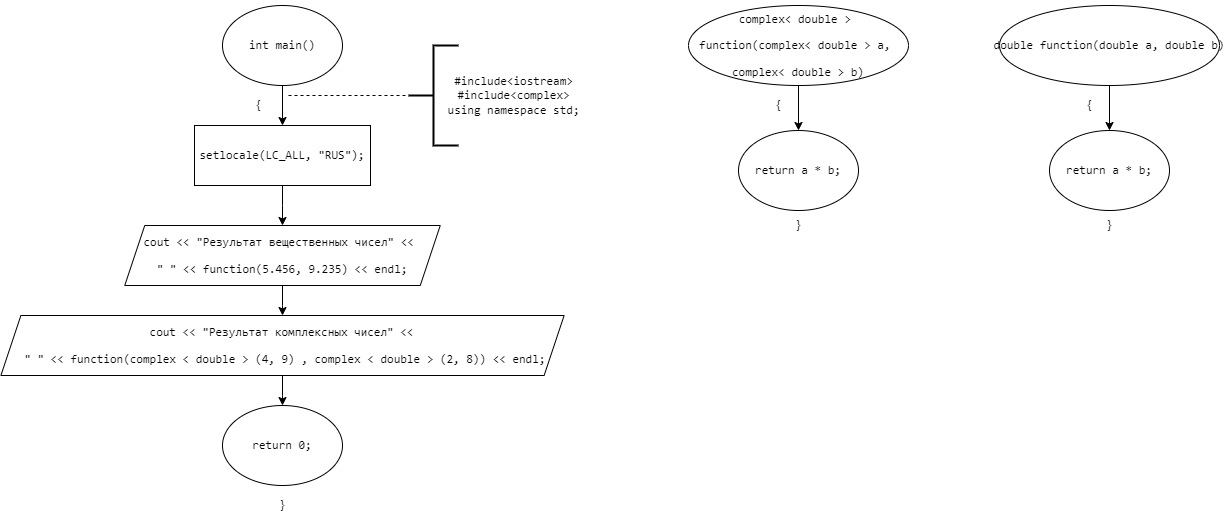 int main()
{
#include<iostream>
#include<complex>
using namespace std;
setlocale(LC_ALL, "RUS");
cout << "Результат вещественных чисел" <<
" " << function(5.456, 9.235) << endl;
cout << "Результат комплексных чисел" <<
" " << function(complex < double > (4, 9) , complex < double > (2, 8)) << endl;
return 0;
}
complex< double >
function(complex< double > a,
complex< double > b)
{
return a * b;
}
double function(double a, double b)
{
return a * b;
}